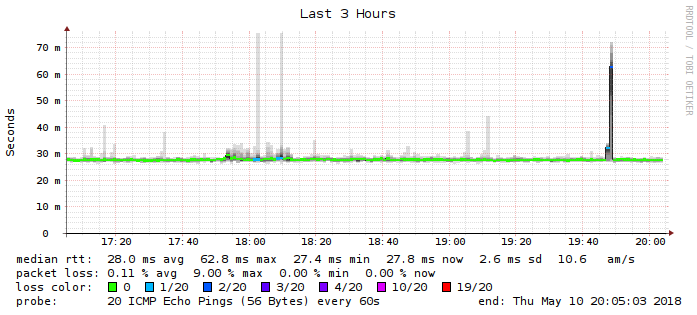 Last 3 Hours
RRDTOOL / TOBI OETIKER
Seconds
70 m
60 m
50 m
40 m
30 m
20 m
10 m
0
17:20 17:40 18:00 18:20 18:40 19:00 19:20 19:40 20:00
median rtt: 28.0 ms avg 62.8 ms max 27.4 ms min 27.8 ms now 2.6 ms sd 10.6 am/s
packet loss: 0.11 % avg 9.00 % max 0.00 % min 0.00 % now
loss color: 0 1/20 2/20 3/20 4/20 10/20 19/20
probe: 20 ICMP Echo Pings (56 Bytes) every 60s end: Thu May 10 20:05:03 2018